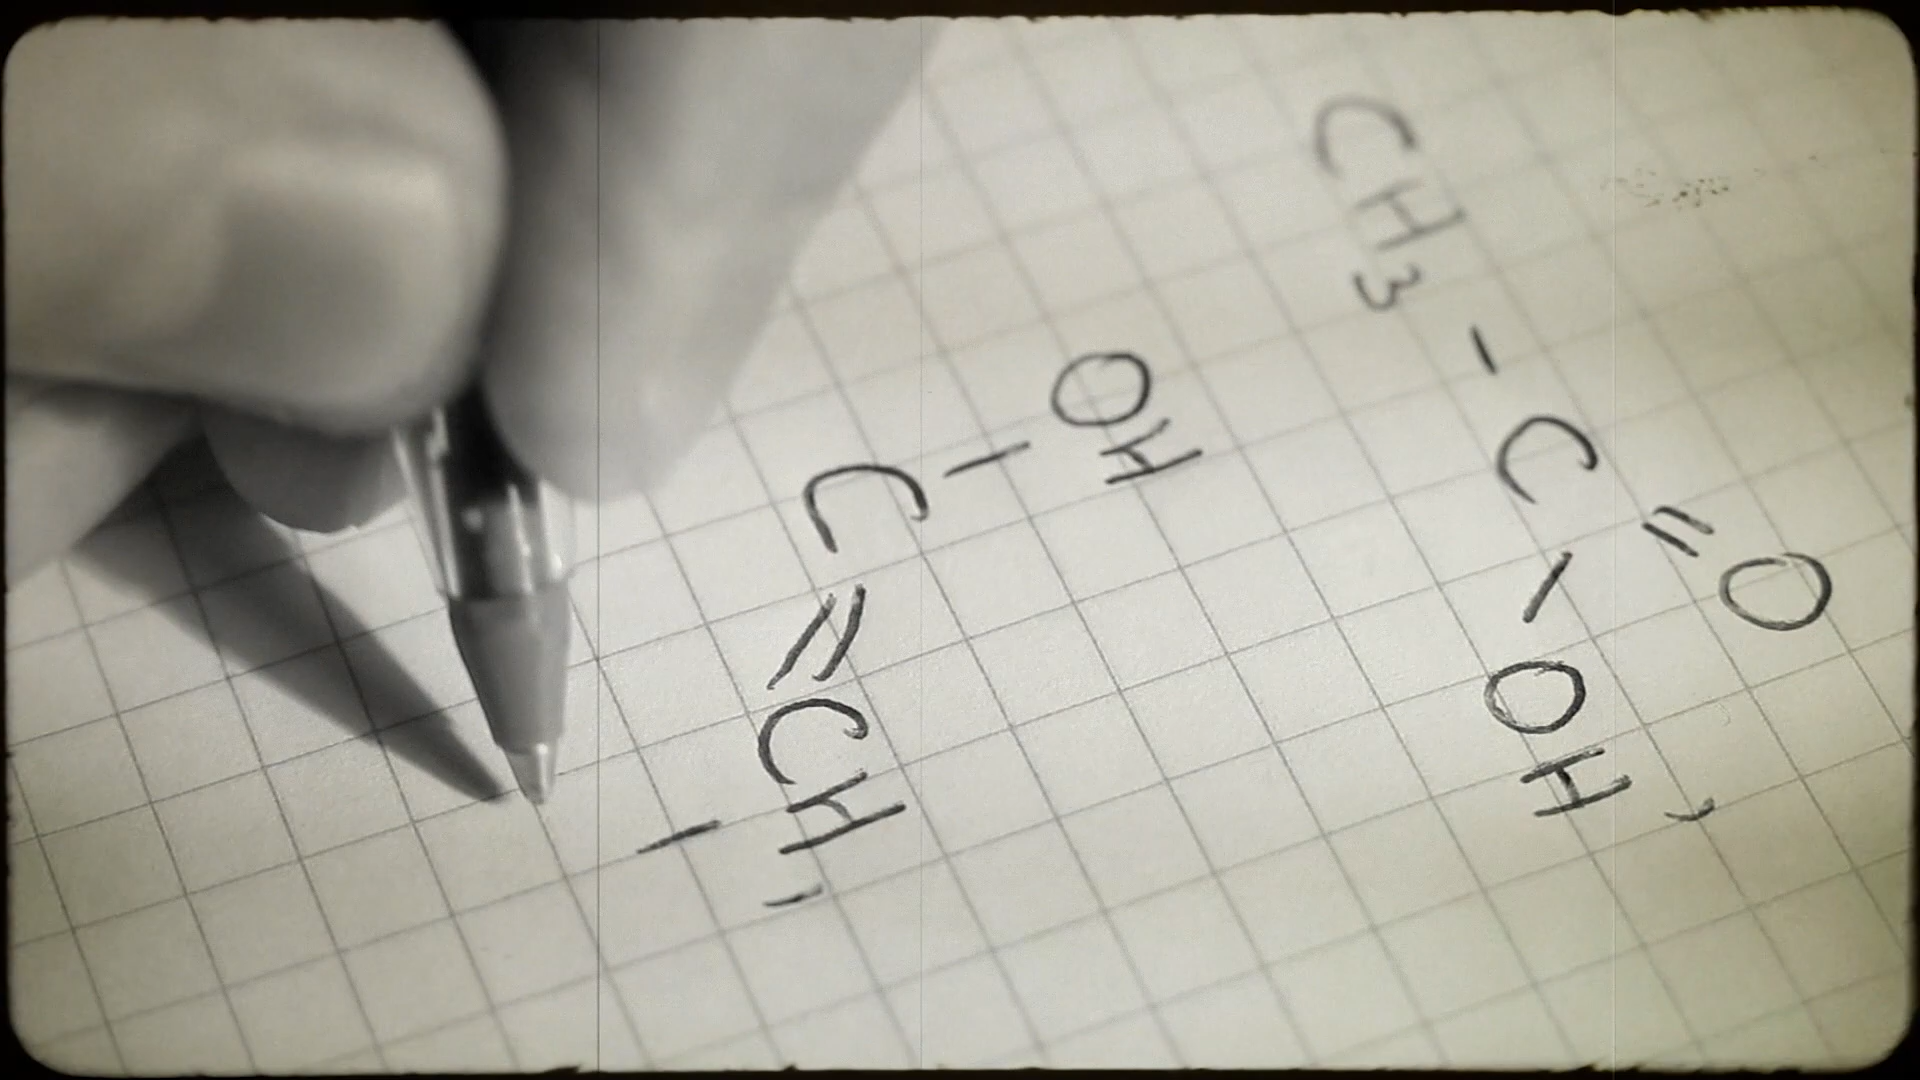 CH₃ - C = O
\ OH ,
OH
|
C = CH ,
|